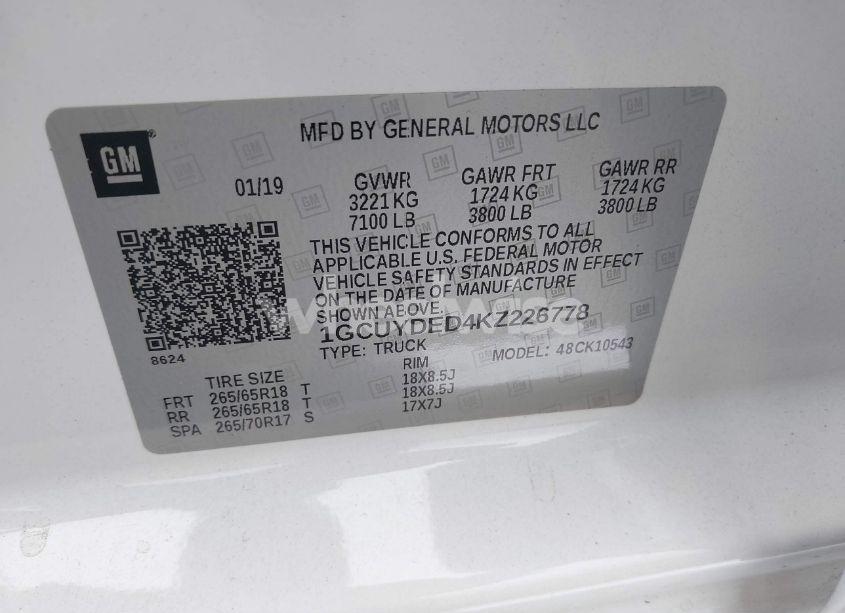 GM
MFD BY GENERAL MOTORS LLC
01/19
GVWR GAWR FRT GAWR RR
3221 KG 1724 KG 1724 KG
7100 LB 3800 LB 3800 LB
THIS VEHICLE CONFORMS TO ALL
APPLICABLE U.S. FEDERAL MOTOR
VEHICLE SAFETY STANDARDS IN EFFECT
ON THE DATE OF MANUFACTURE
SHOWN ABOVE.
1GCUYDED4KZ226778
8624
TYPE: TRUCK MODEL: 48CK10543
TIRE SIZE RIM
FRT 265/65R18 T 18X8.5J
RR 265/65R18 T 18X8.5J
SPA 265/70R17 S 17X7J